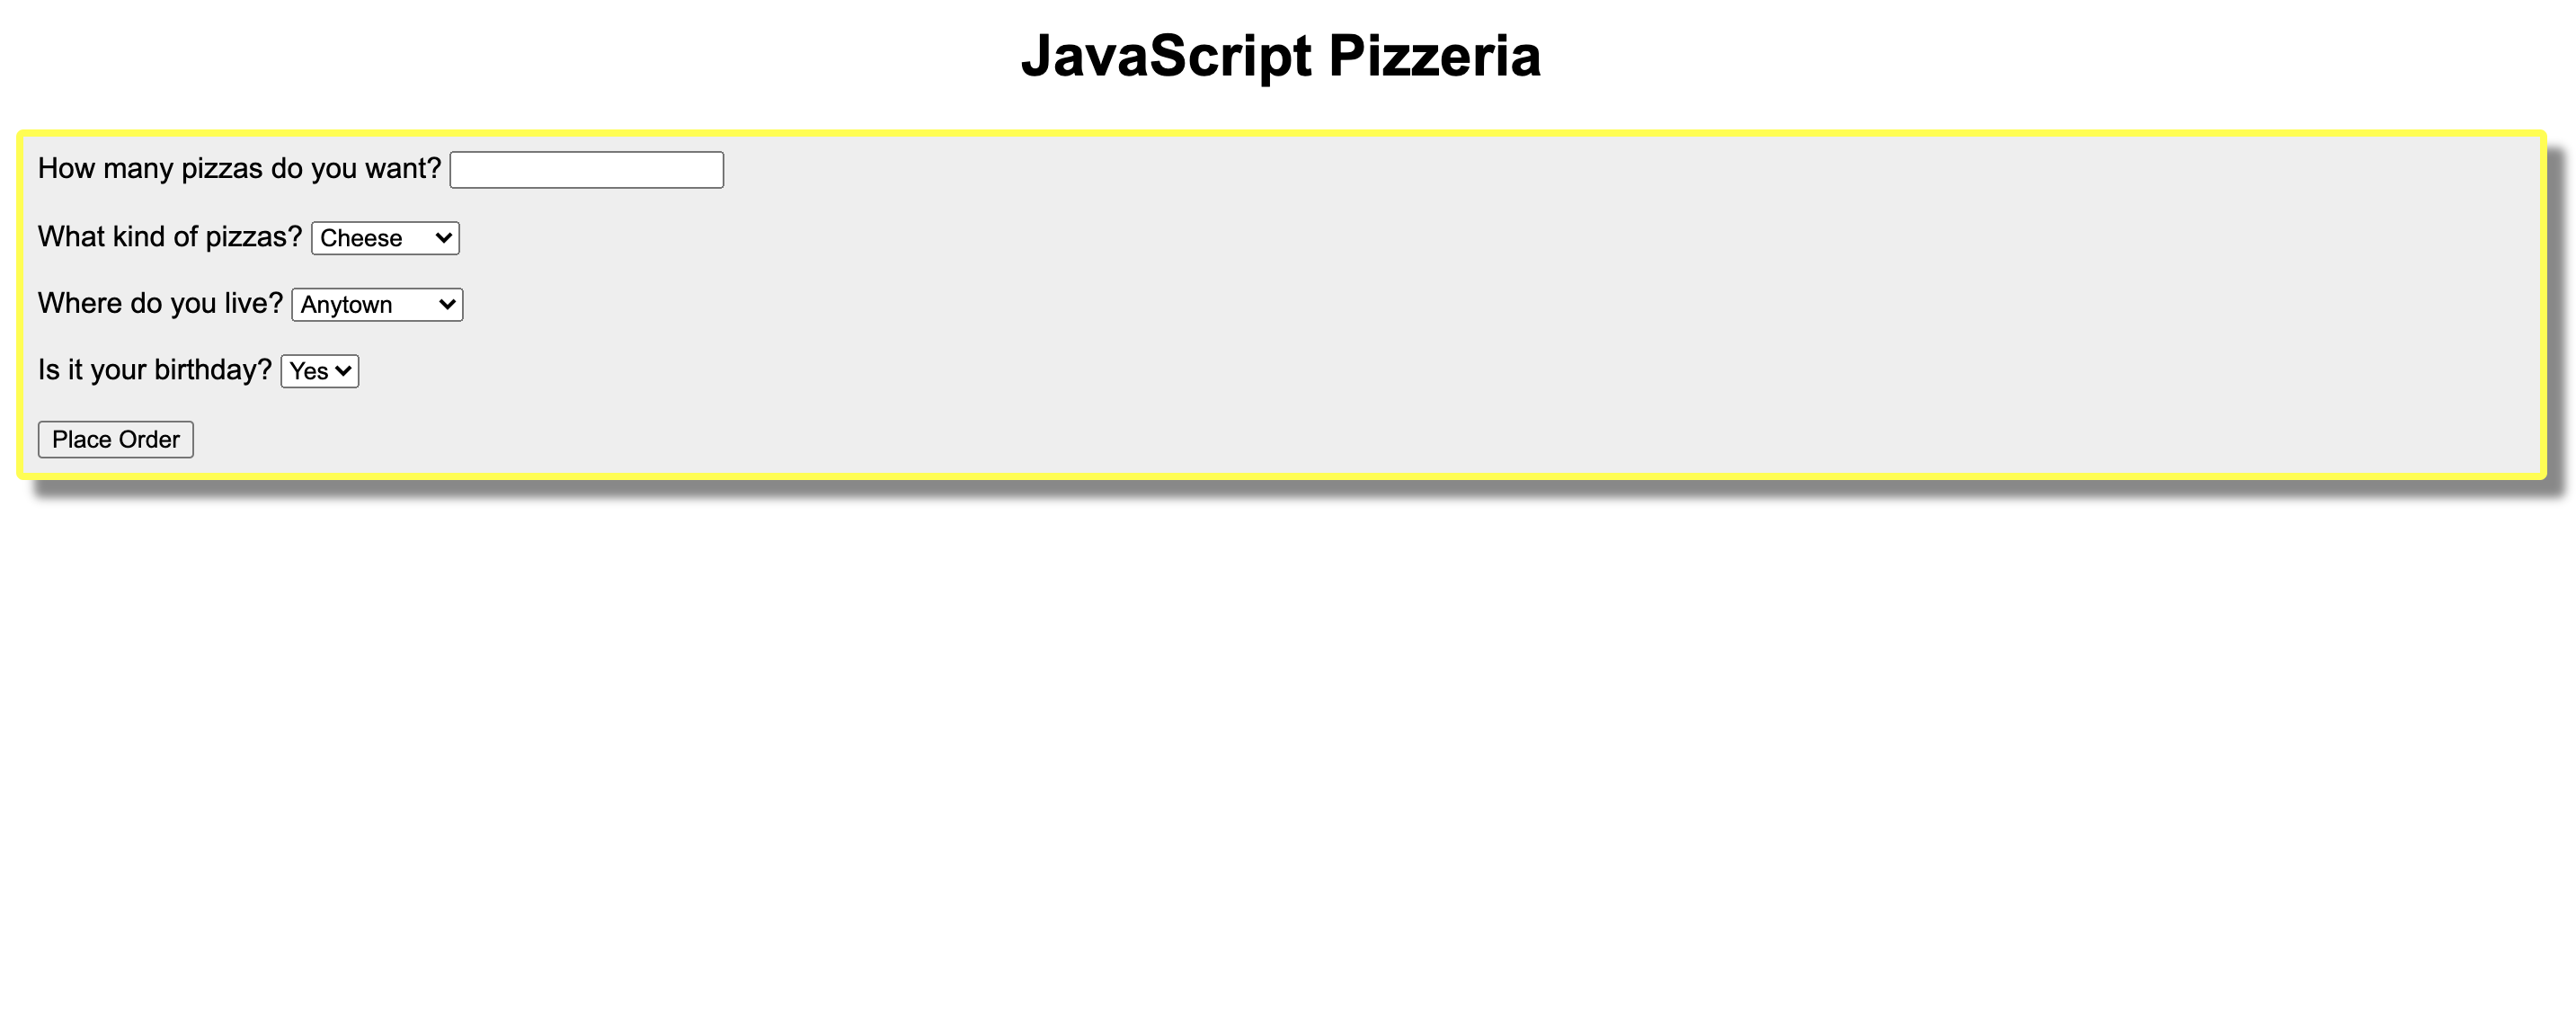 JavaScript Pizzeria
How many pizzas do you want?
What kind of pizzas? Cheese
Where do you live? Anytown
Is it your birthday? Yes
Place Order